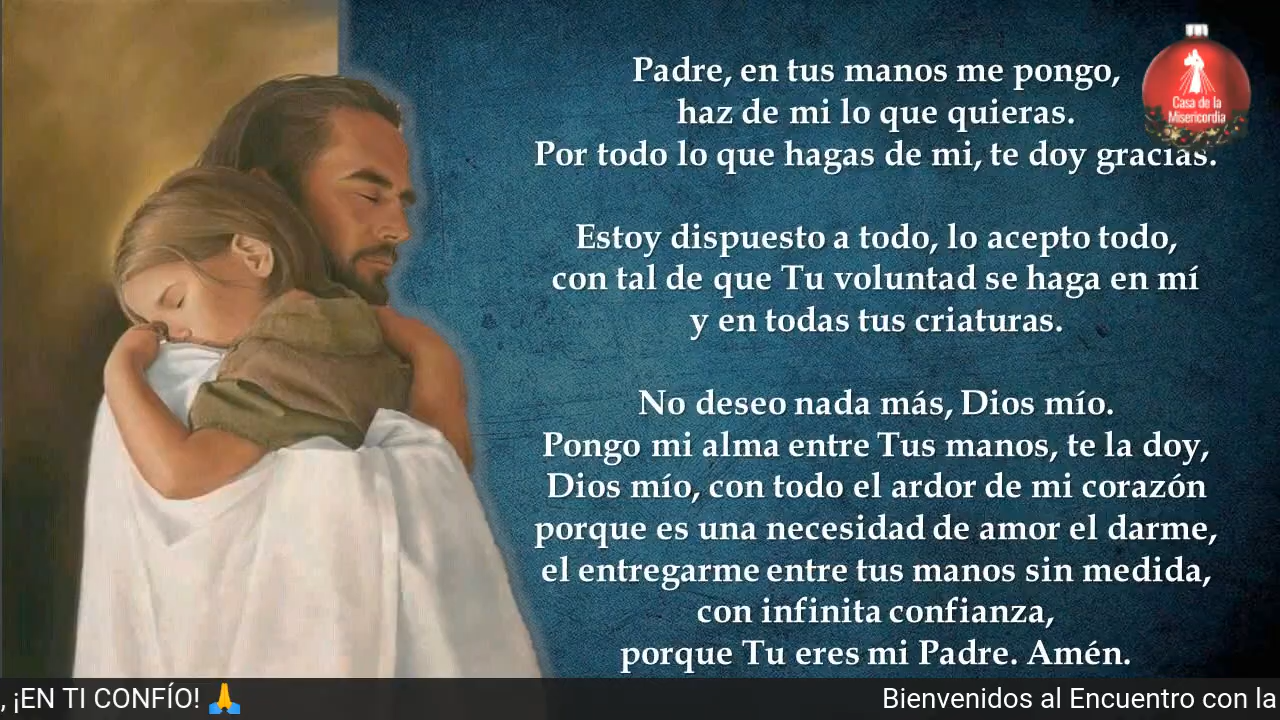 Padre, en tus manos me pongo,
haz de mi lo que quieras.
Por todo lo que hagas de mi, te doy gracias.
Estoy dispuesto a todo, lo acepto todo,
con tal de que Tu voluntad se haga en mí
y en todas tus criaturas.
No deseo nada más, Dios mío.
Pongo mi alma entre Tus manos, te la doy,
Dios mío, con todo el ardor de mi corazón
porque es una necesidad de amor el darme,
el entregarme entre tus manos sin medida,
con infinita confianza,
porque Tu eres mi Padre. Amén.
Casa de la
Misericordia
, ¡EN TI CONFÍO! 🙏 Bienvenidos al Encuentro con la